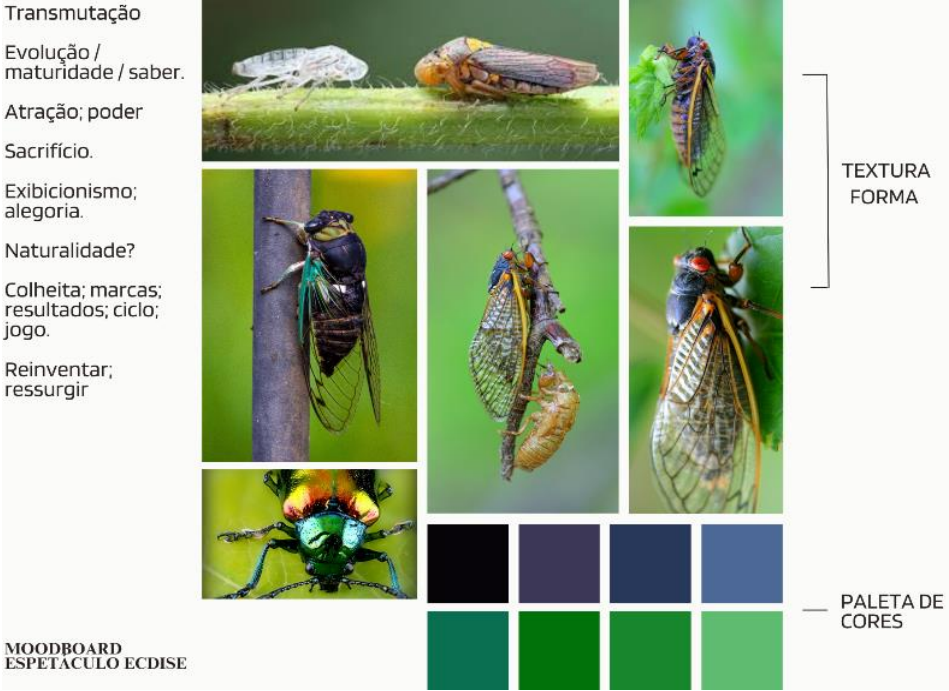 Transmutação
Evolução /
maturidade / saber.
Atração; poder
Sacrifício.
Exibicionismo;
alegoria.
Naturalidade?
Colheita; marcas;
resultados; ciclo;
jogo.
Reinventar;
ressurgir
TEXTURA
FORMA
PALETA DE
CORES
MOODBOARD
ESPETÁCULO ECDISE